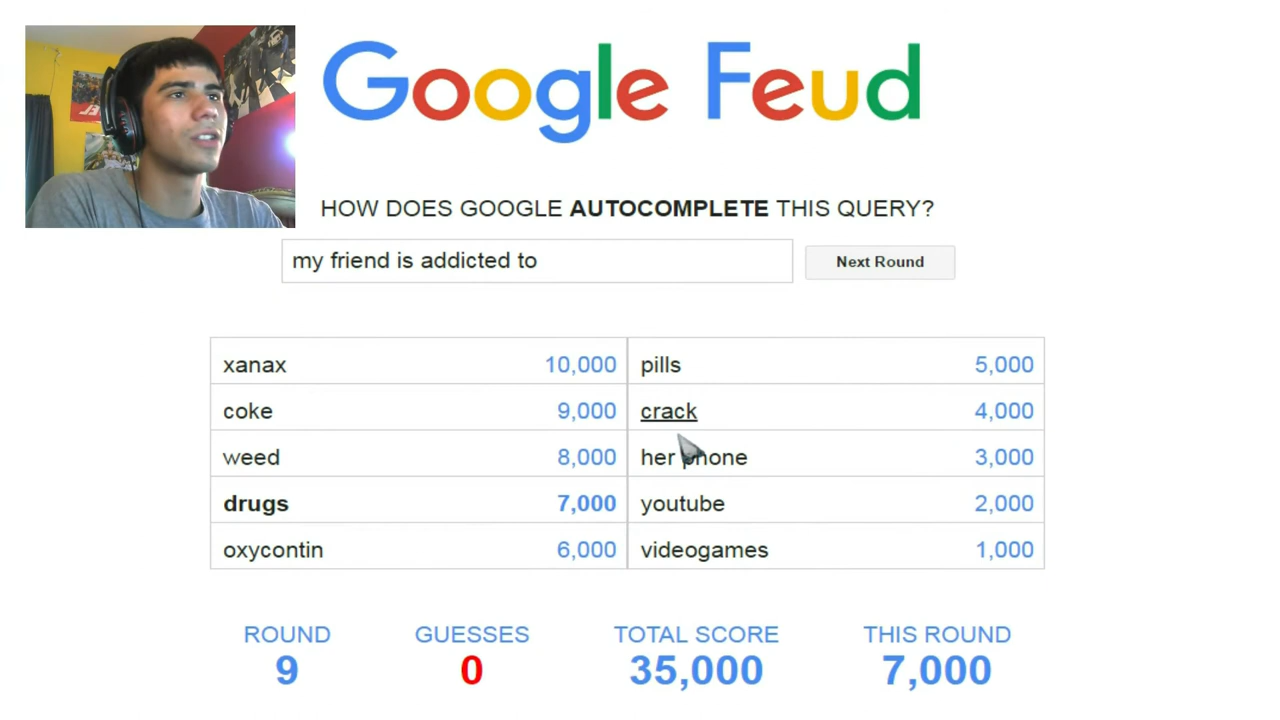 Google Feud
HOW DOES GOOGLE AUTOCOMPLETE THIS QUERY?
my friend is addicted to
Next Round
xanax 10,000 pills 5,000
coke 9,000 crack 4,000
weed 8,000 her phone 3,000
drugs 7,000 youtube 2,000
oxycontin 6,000 videogames 1,000
ROUND GUESSES TOTAL SCORE THIS ROUND
9 0 35,000 7,000